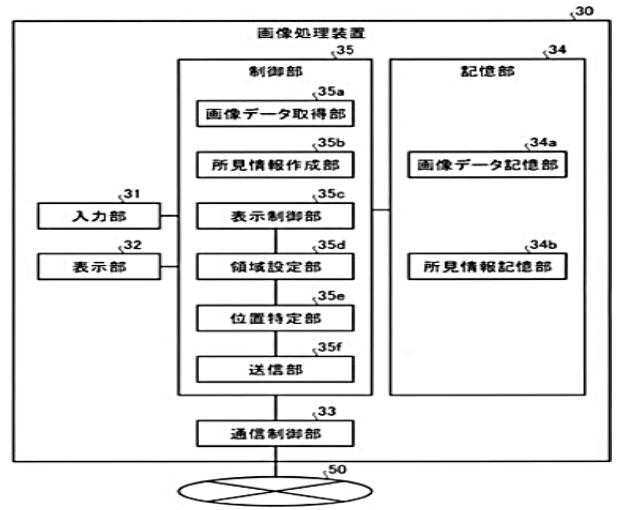 30
画像処理装置
35
制御部
34
記憶部
35a
画像データ取得部
35b
所見情報作成部
34a
画像データ記憶部
31
入力部
35c
表示制御部
32
表示部
35d
領域設定部
34b
所見情報記憶部
35e
位置特定部
35f
送信部
33
通信制御部
50